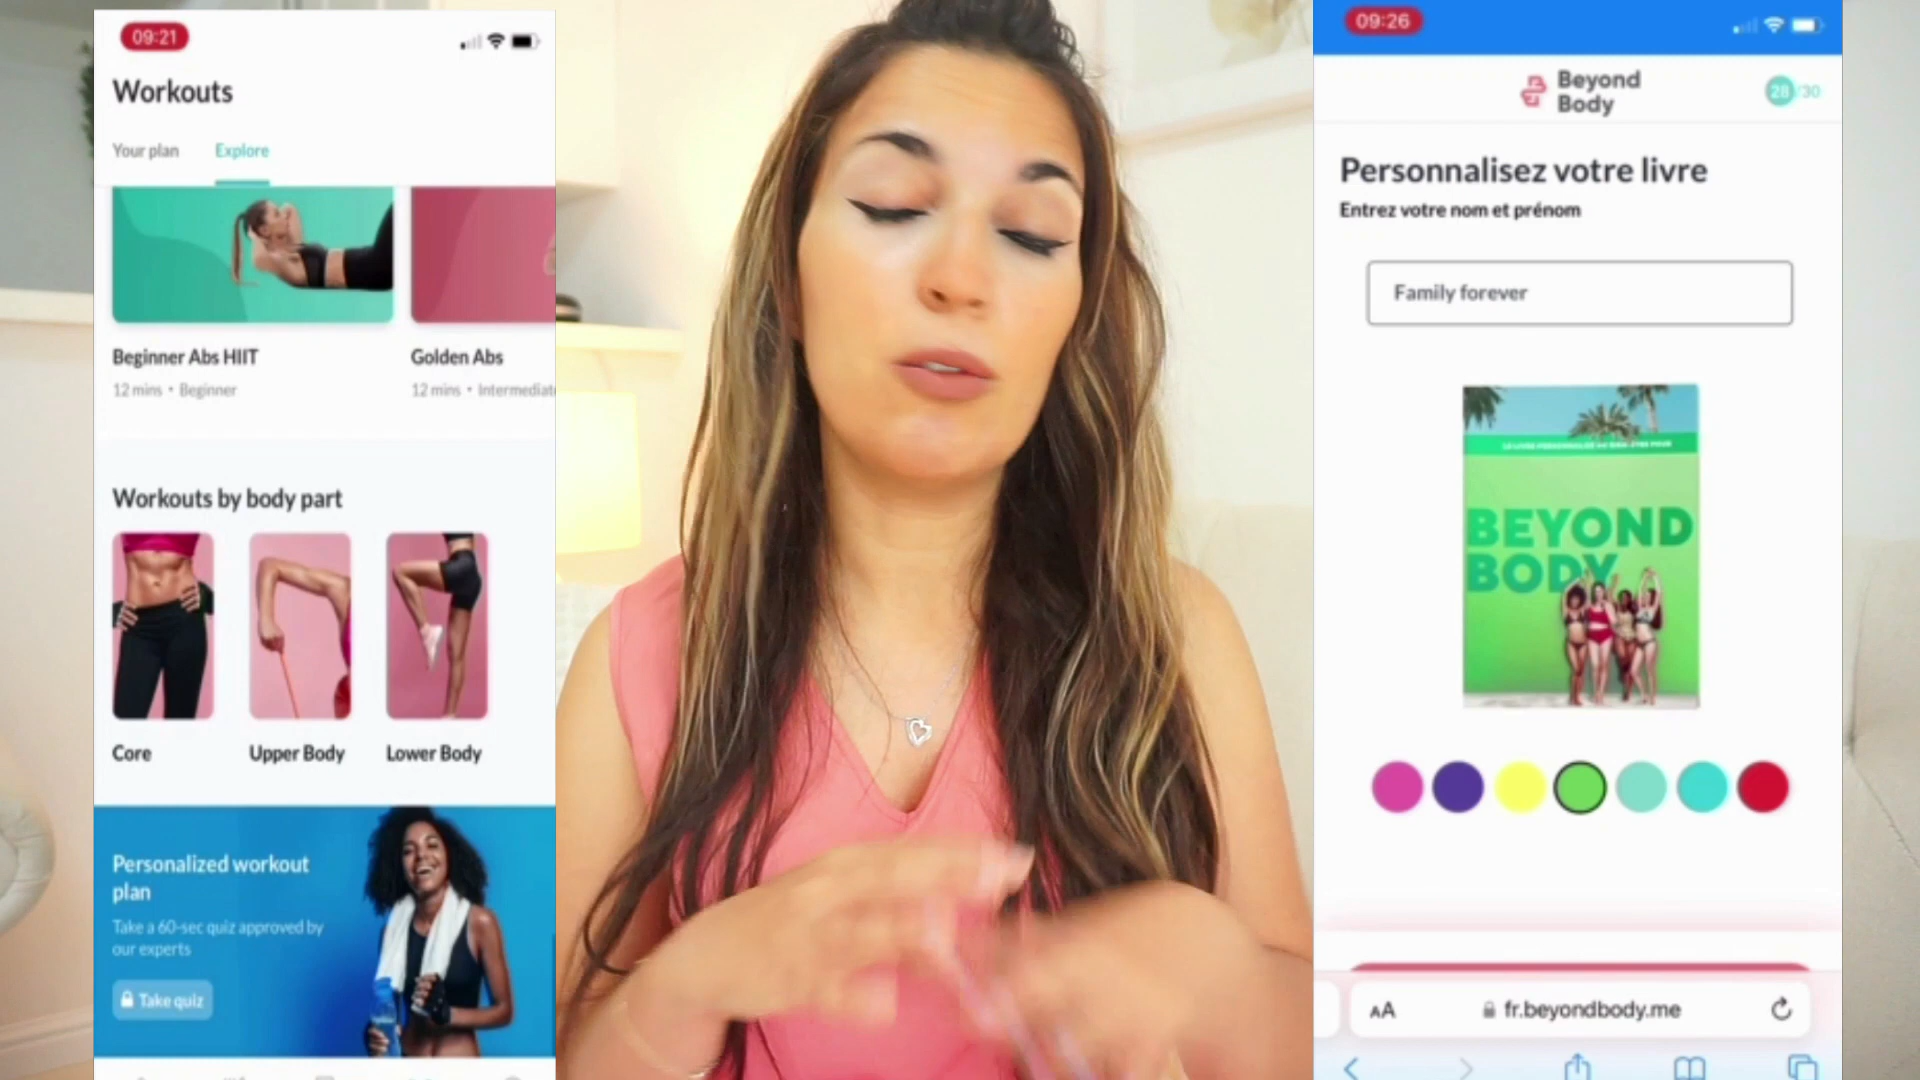 09:21
Workouts
Your plan
Explore
Beginner Abs HIIT
12 mins • Beginner
Golden Abs
12 mins • Intermediat
Workouts by body part
Core
Upper Body
Lower Body
Personalized workout
plan
Take a 60-sec quiz approved by
our experts
Take quiz
09:26
Beyond
Body
28/30
Personnalisez votre livre
Entrez votre nom et prénom
Family forever
BEYOND
BODY
AA
fr.beyondbody.me